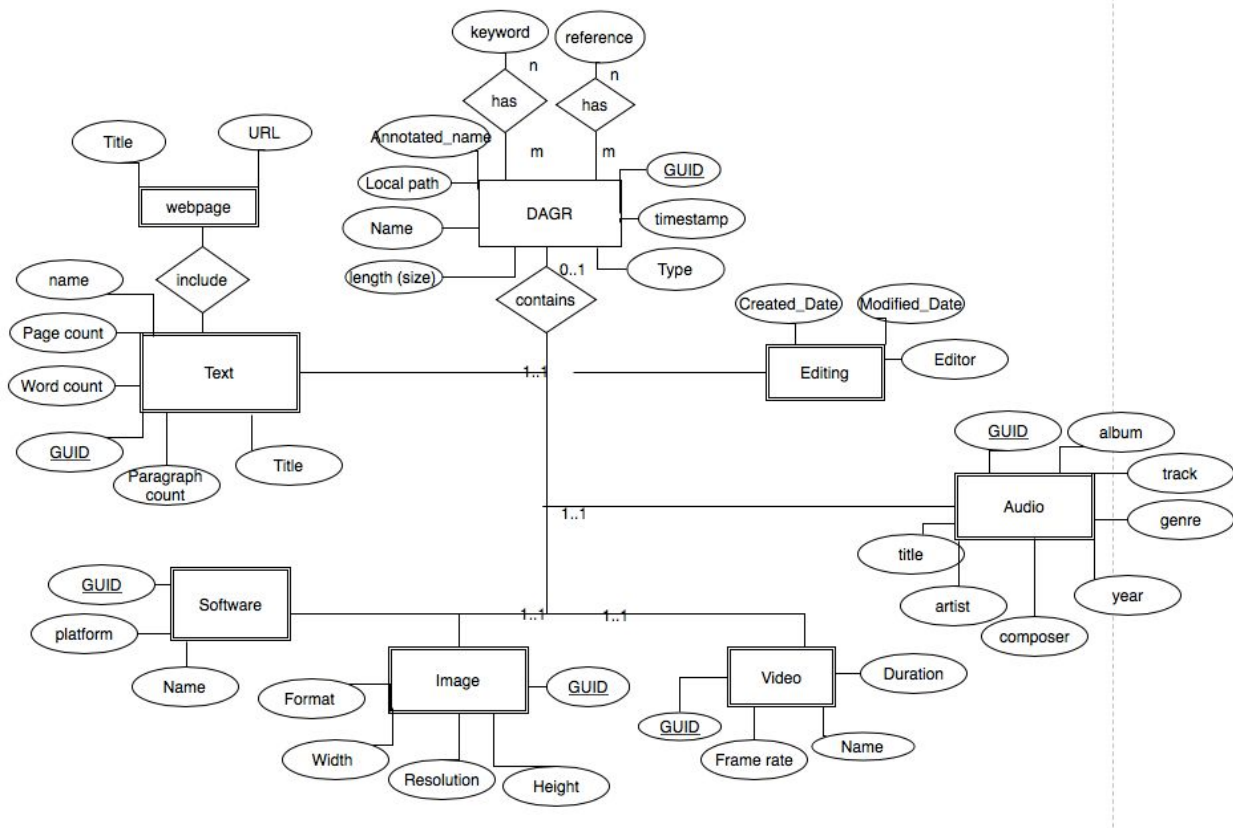 keyword
reference
n
n
has
has
Title
URL
Annotated_name
m
m
GUID
Local path
webpage
DAGR
timestamp
Name
name
include
length (size)
0..1
Type
contains
Created_Date
Modified_Date
Page count
Text
1..1
Editing
Editor
Word count
GUID
Paragraph
count
Title
GUID
album
track
Audio
1..1
genre
title
GUID
Software
artist
year
platform
1..1
1..1
composer
Name
Format
Image
GUID
Video
Duration
GUID
Width
Resolution
Height
Frame rate
Name